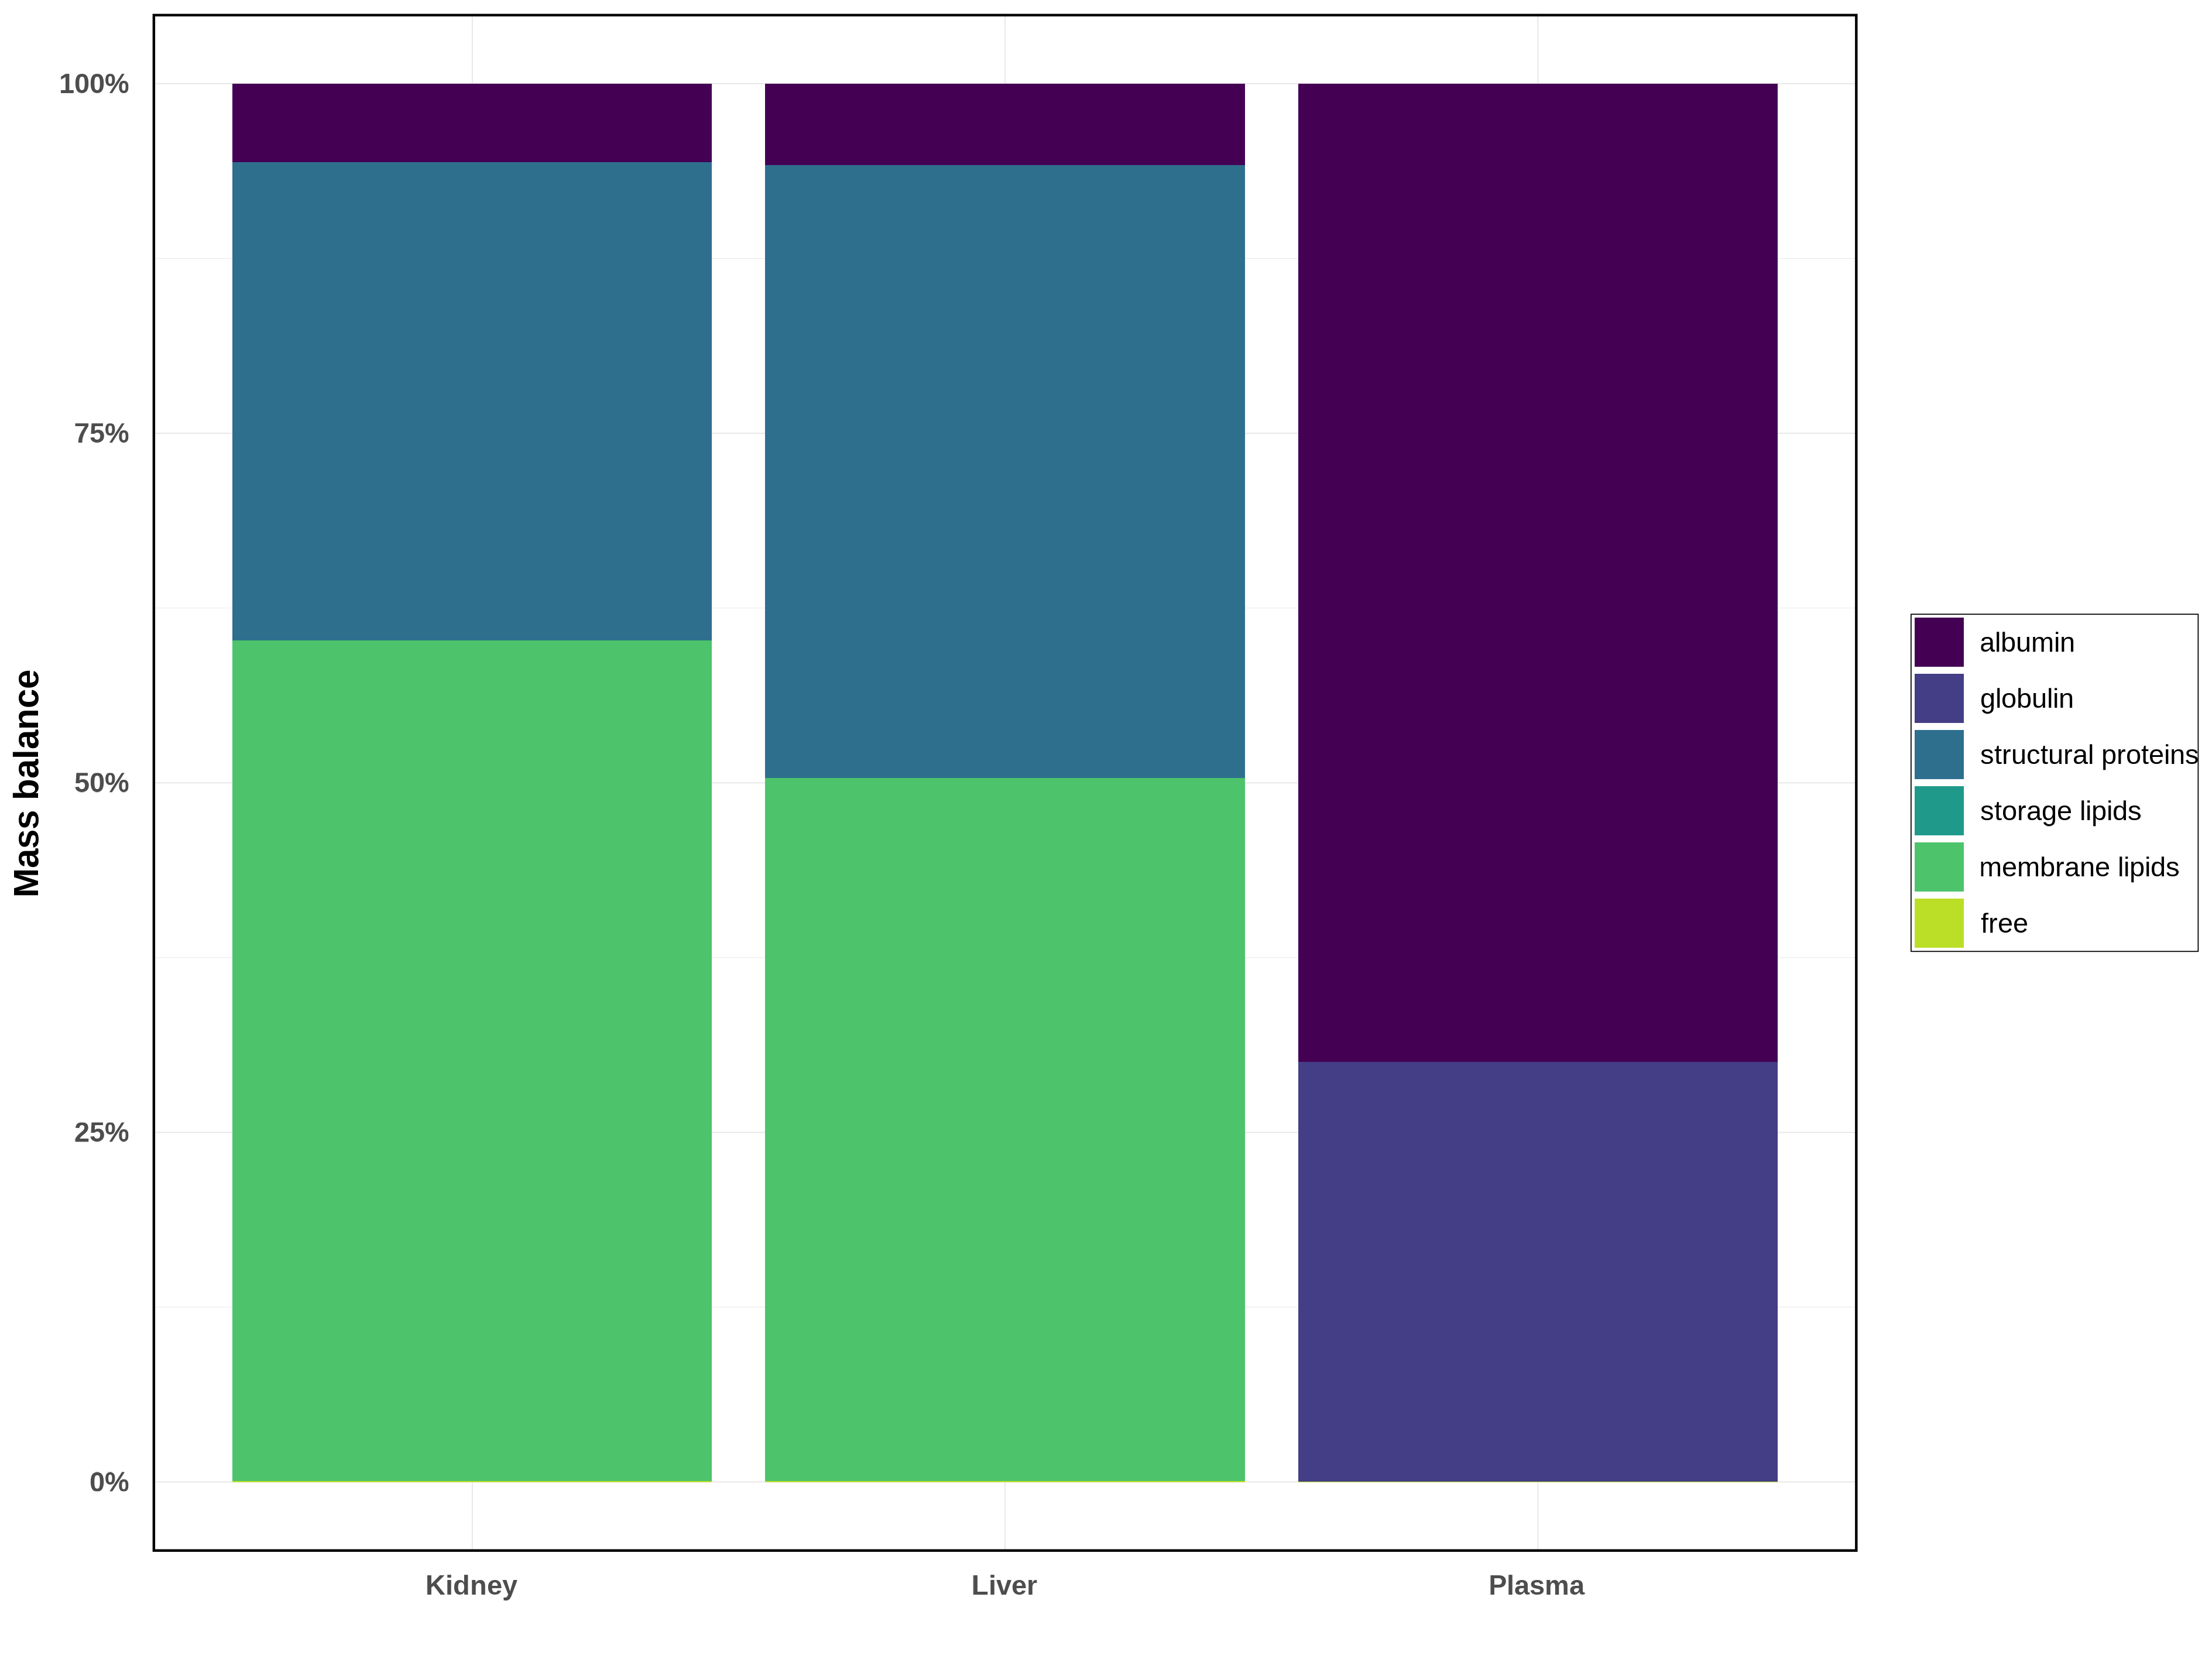 100%
75%
50%
25%
0%
Mass balance
Kidney
Liver
Plasma
albumin
globulin
structural proteins
storage lipids
membrane lipids
free